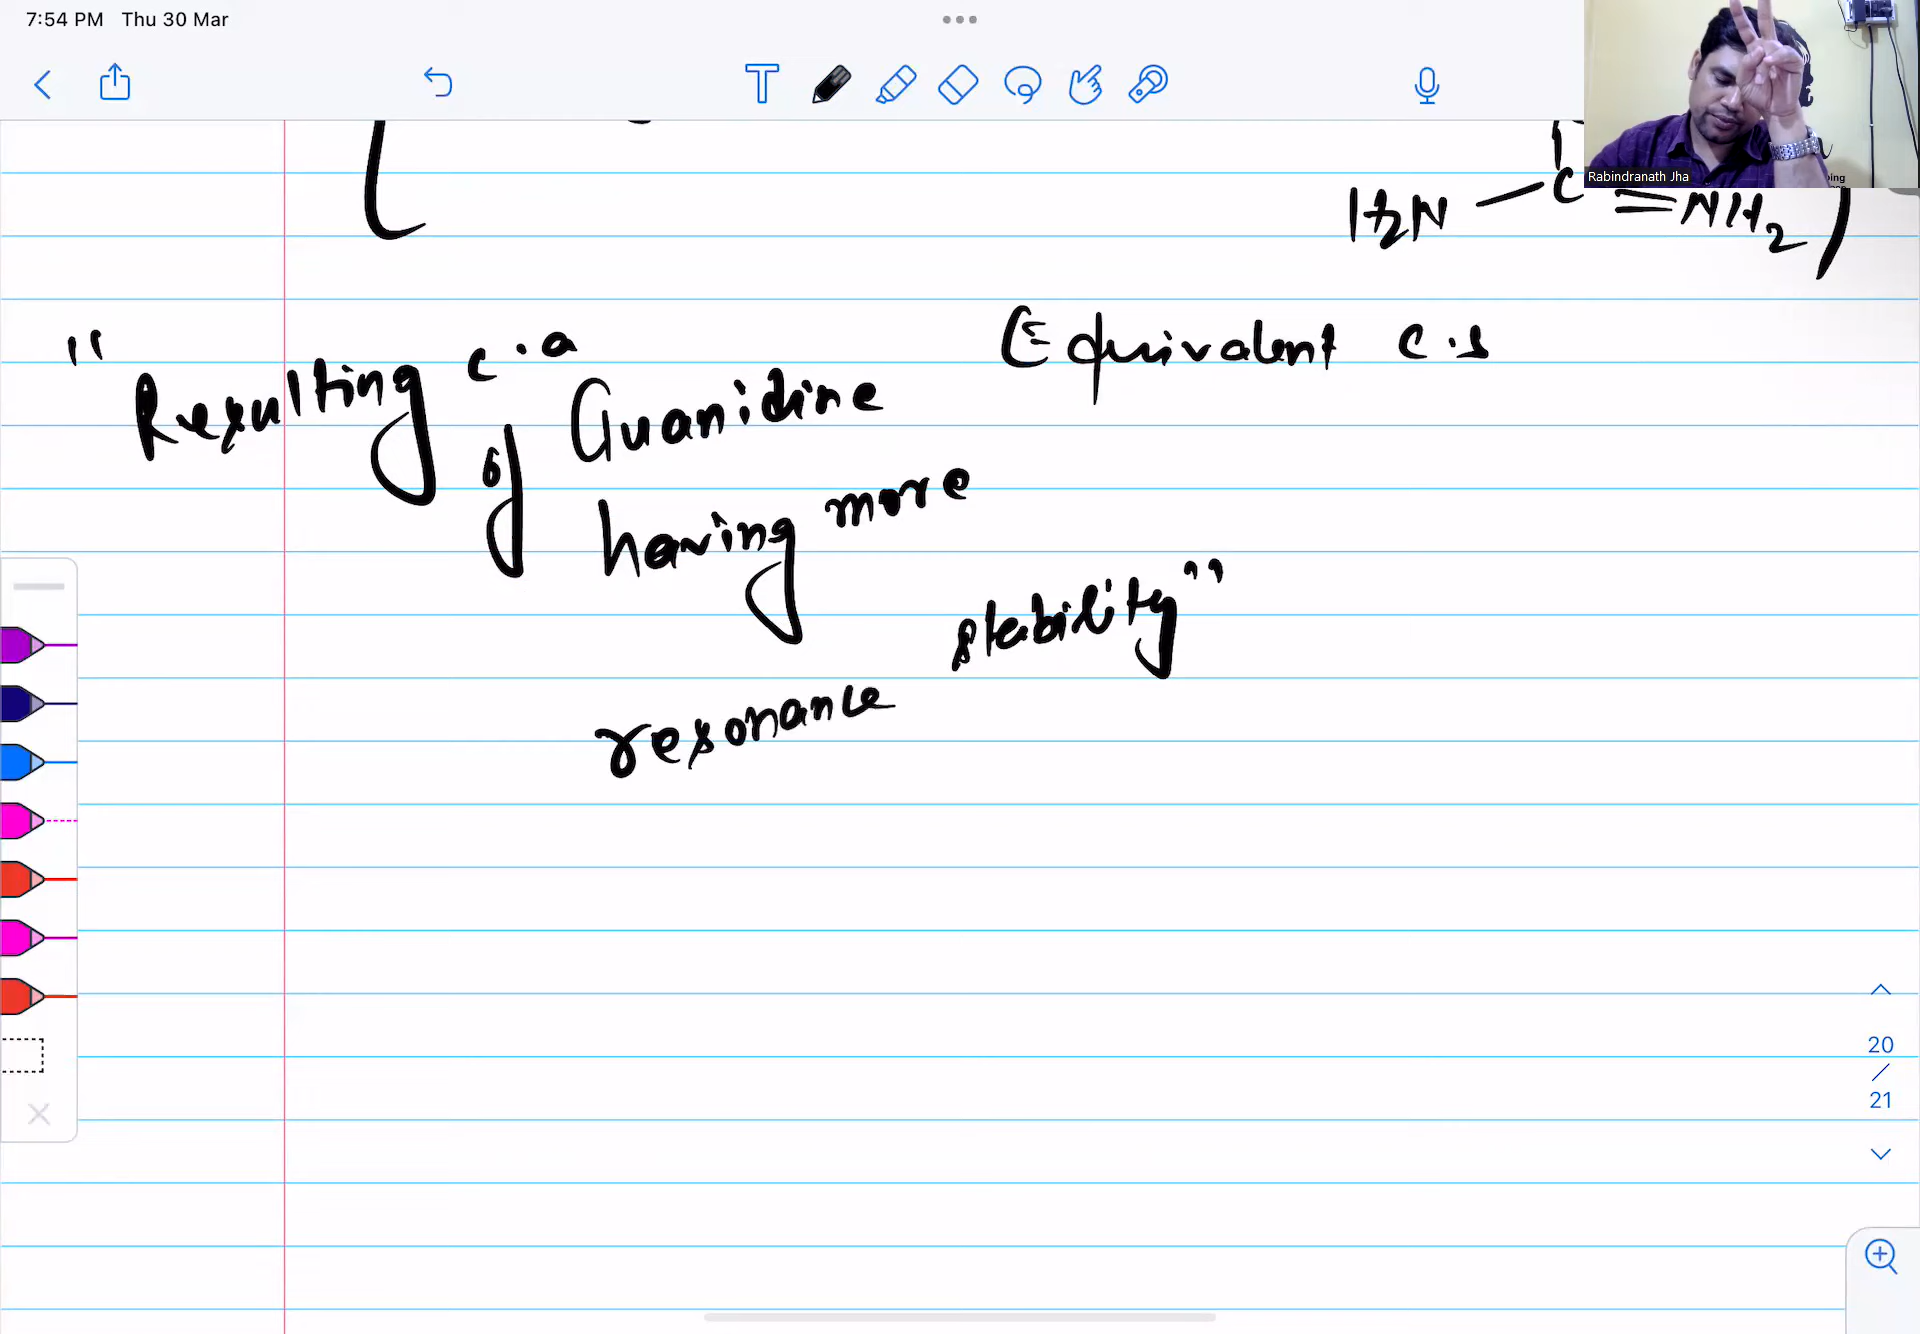 7:54 PM Thu 30 Mar
Rabindranath Jha
H2N — C = NH2 )
Equivalent c.s
"Resulting c.a
of Guanidine
having more
stability"
resonance
20
/
21